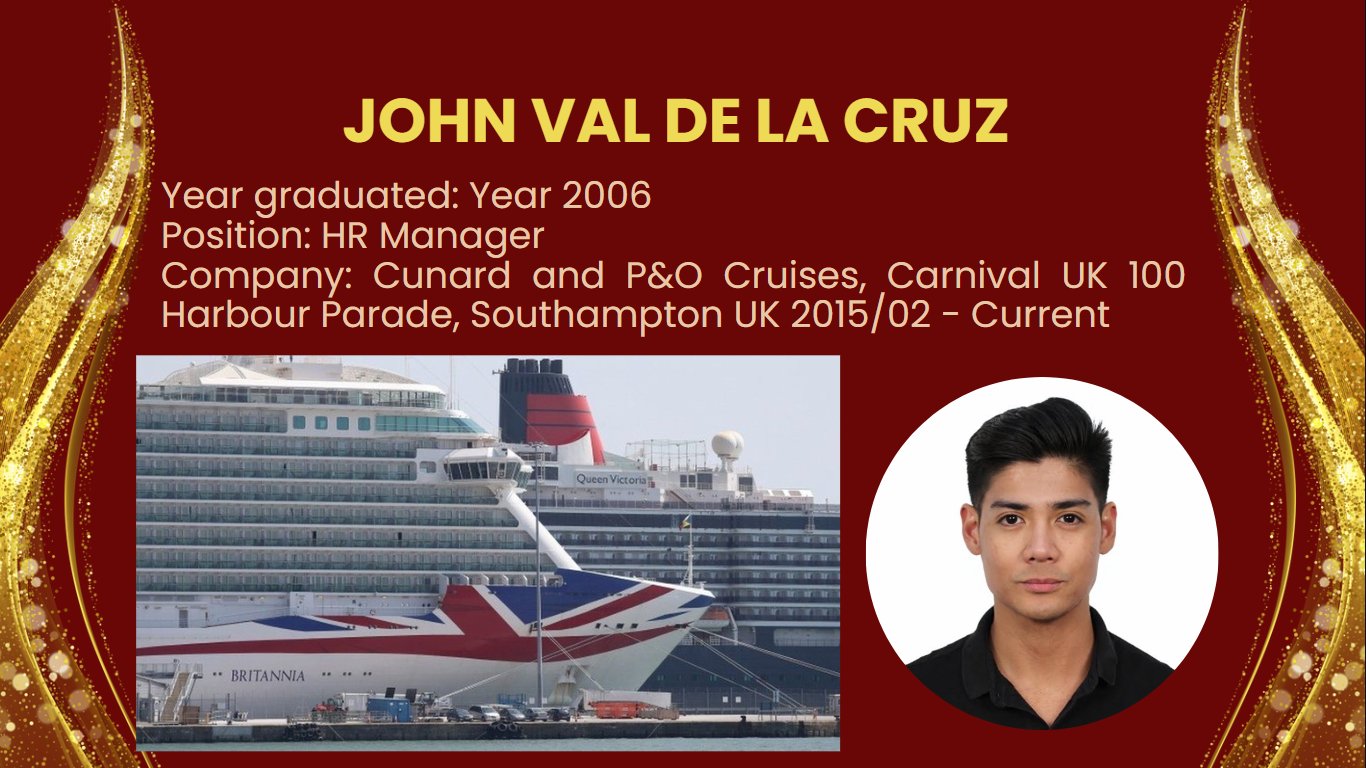 JOHN VAL DE LA CRUZ
Year graduated: Year 2006
Position: HR Manager
Company: Cunard and P&O Cruises, Carnival UK 100
Harbour Parade, Southampton UK 2015/02 - Current
Queen Victoria
BRITANNIA